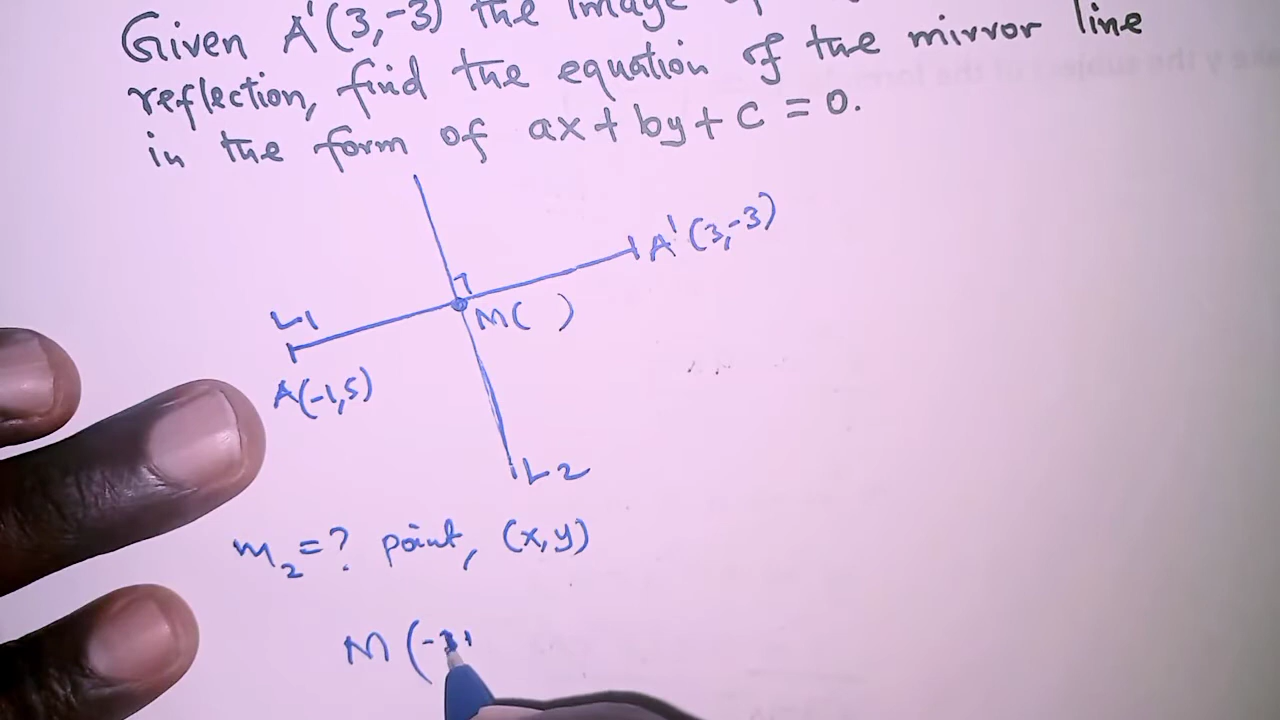 Given A'(3,-3) the image
reflection, find the equation of the mirror line
in the form of ax + by + c = 0.
A'(3,-3)
L1
M( )
A(-1,5)
L2
m₂ = ? point, (x,y)
M (-